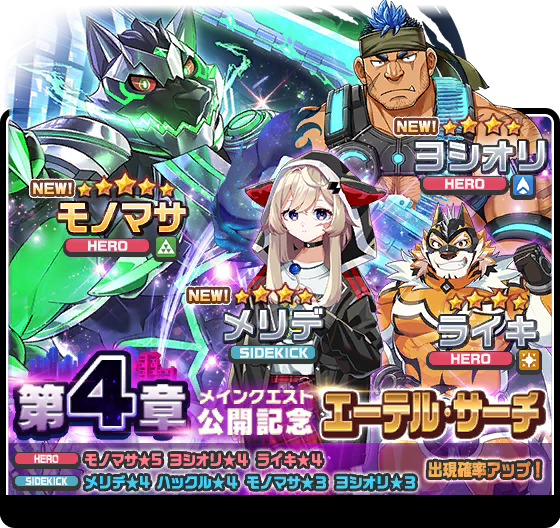 NEW! ★★★★
ヨシオリ
HERO
NEW! ★★★★★
モノマサ
HERO
NEW! ★★★★
メリデ
SIDEKICK
★★★★
ライキ
HERO
第4章
メインクエスト
公開記念
エーテル・サーチ
HERO モノマサ★5 ヨシオリ★4 ライキ★4
SIDEKICK メリデ★4 ハックル★4 モノマサ★3 ヨシオリ★3
出現確率アップ!